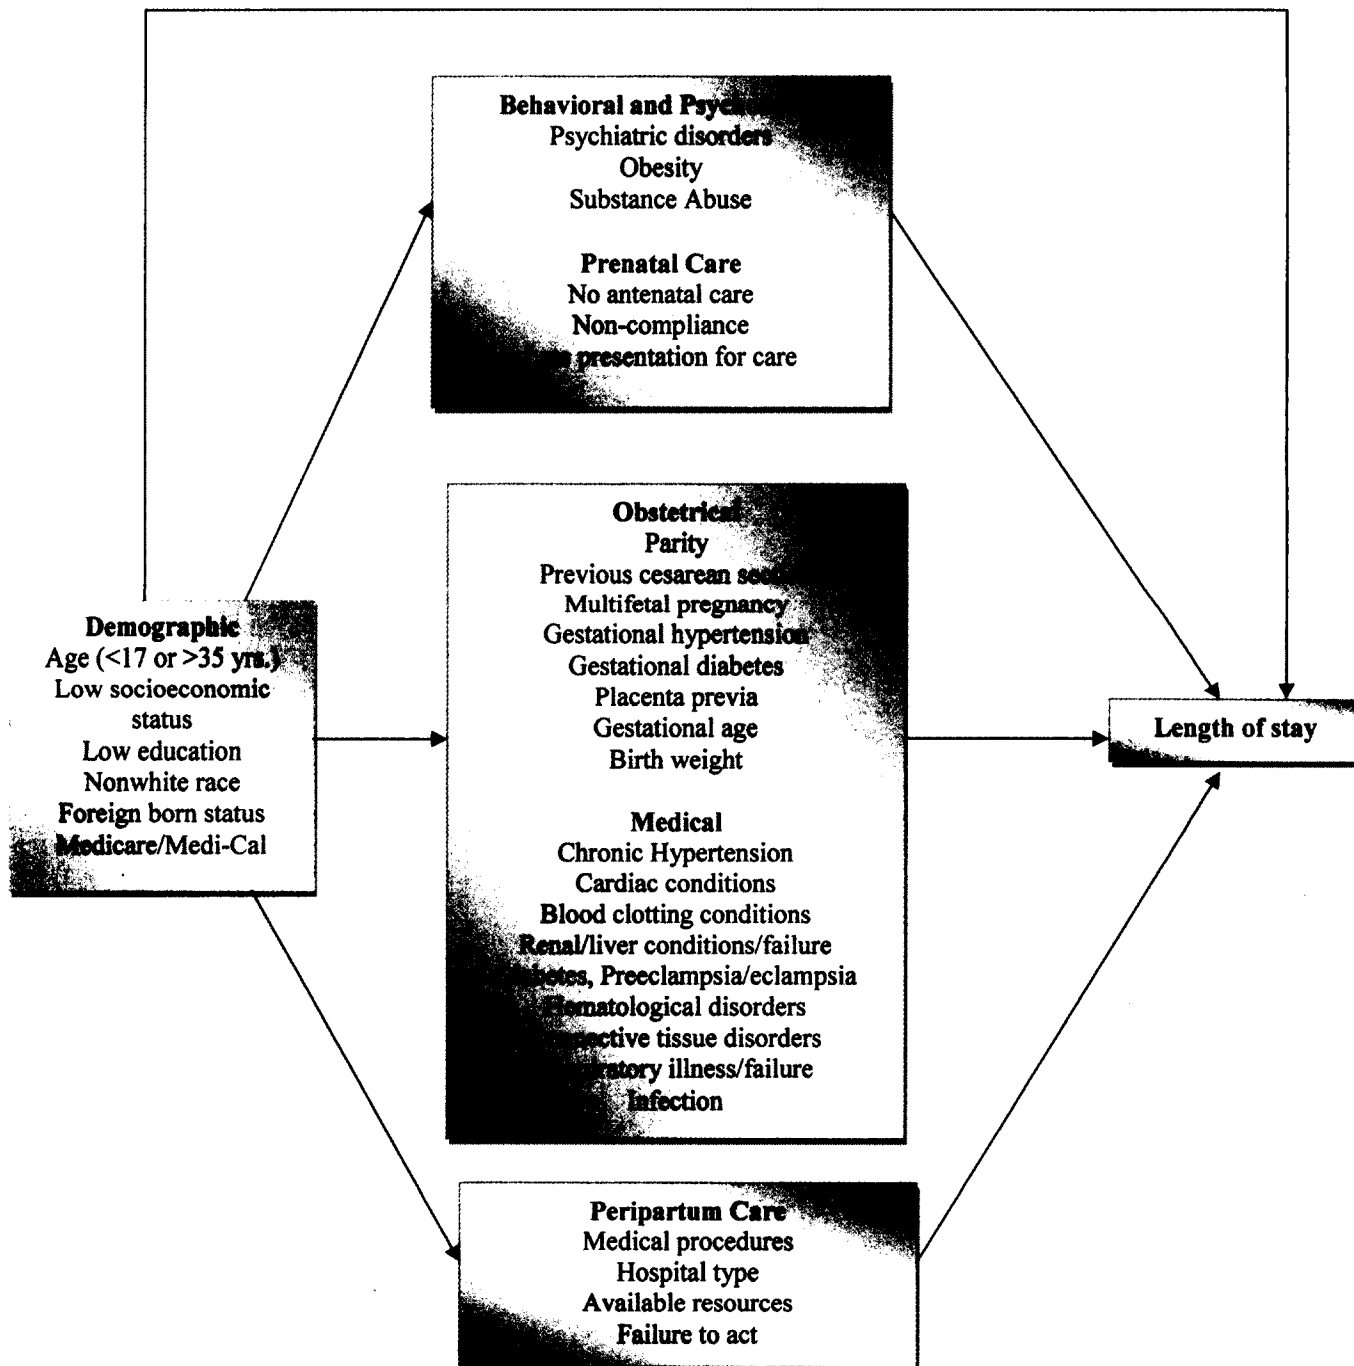 Behavioral and
Psychiatric disorders
Obesity
Substance Abuse
Prenatal Care
No antenatal care
Non-compliance
presentation for care
Obstetrical
Parity
Previous cesarean
Multifetal pregnancy
Gestational hypertension
Gestational diabetes
Placenta previa
Gestational age
Birth weight
Medical
Chronic Hypertension
Cardiac conditions
Blood clotting conditions
Renal/liver conditions/failure
Preeclampsia/eclampsia
Hematological disorders
tissue disorders
illness/failure
Infection
Demographic
Age (<17 or >35 yrs.)
Low socioeconomic
status
Low education
Nonwhite race
Foreign born status
Medicare/Medi-Cal
Peripartum Care
Medical procedures
Hospital type
Available resources
Failure to act
Length of stay